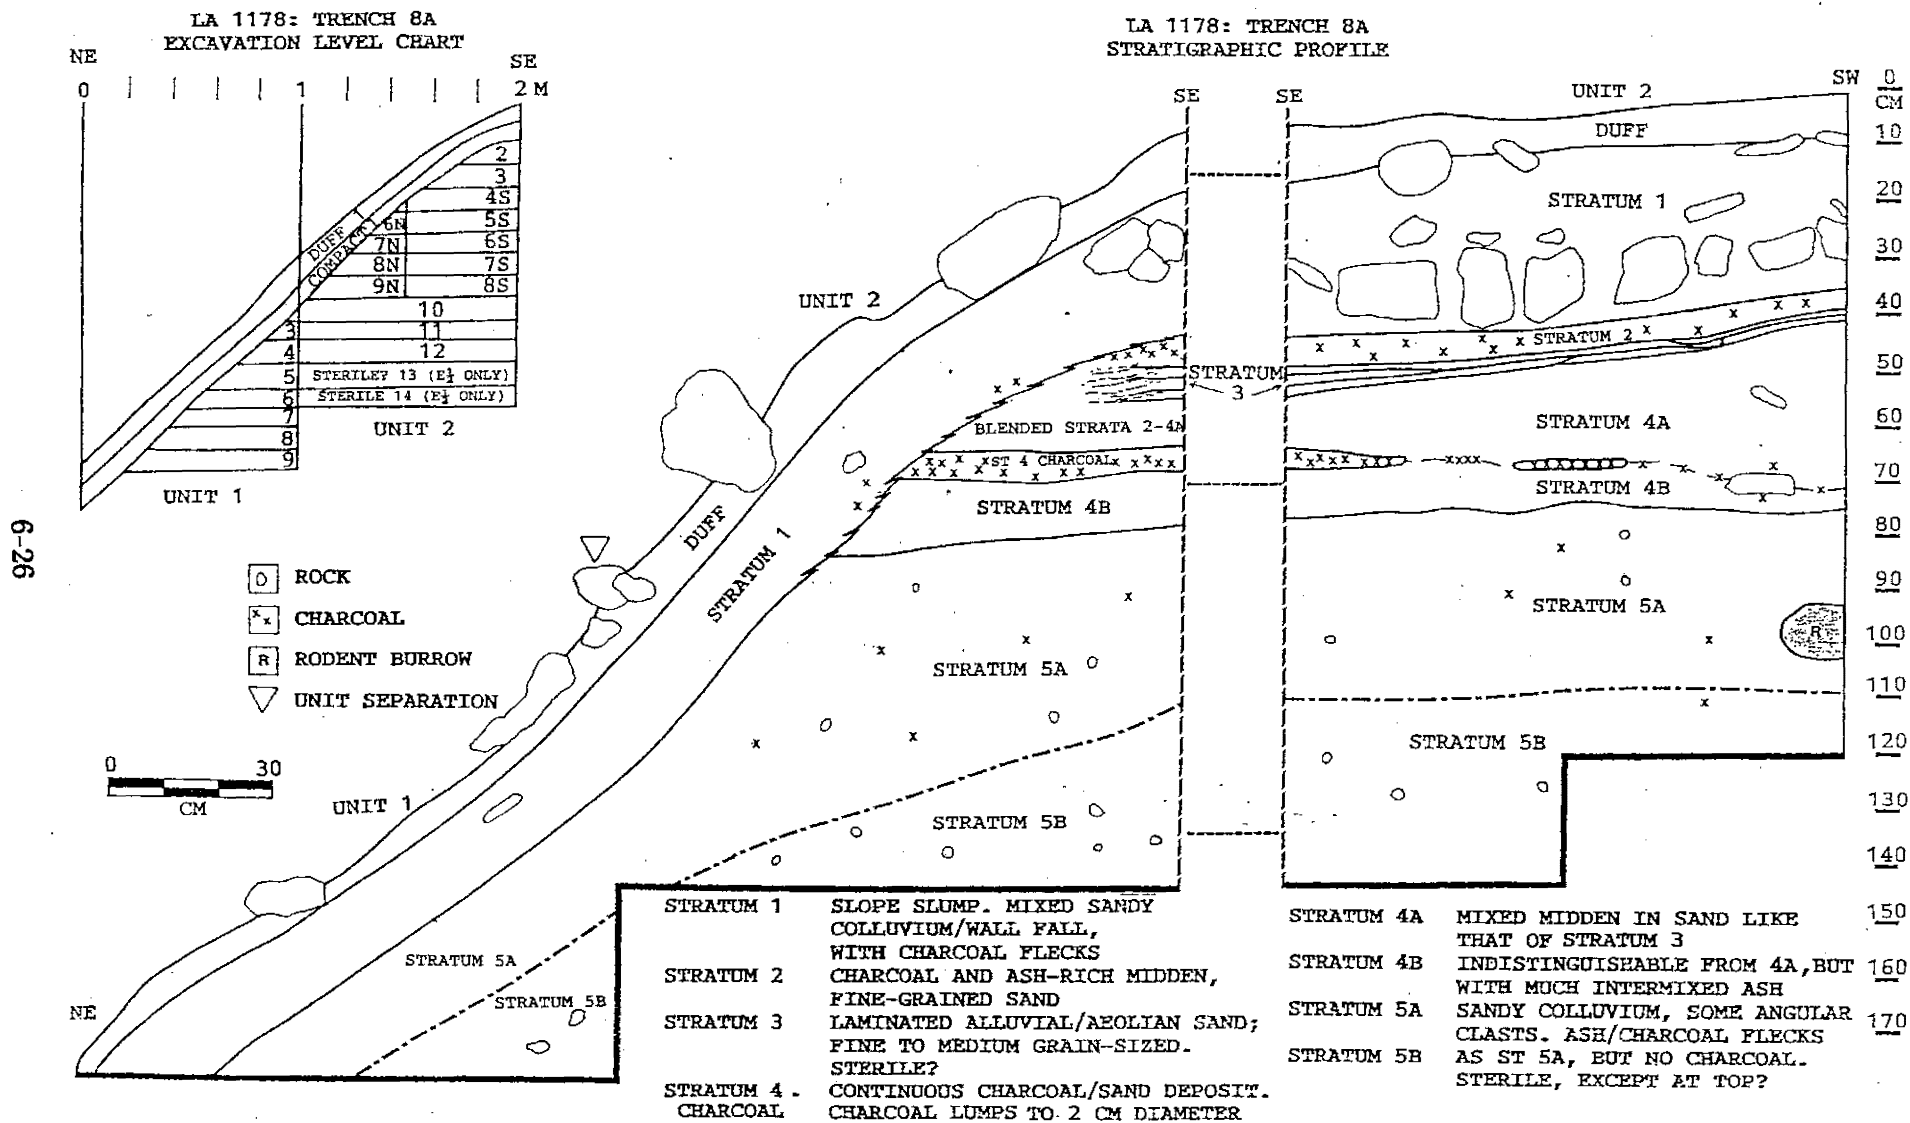 LA 1178: TRENCH 8A
EXCAVATION LEVEL CHART
NE
SE
0
1
2 M
2
3
4S
6N
5S
7N
6S
8N
7S
9N
8S
DUFF
COMPACT
10
3
11
4
12
5
STERILE? 13 (E½ ONLY)
6
STERILE 14 (E½ ONLY)
7
8
9
UNIT 2
UNIT 1
LA 1178: TRENCH 8A
STRATIGRAPHIC PROFILE
SE
SE
SW
UNIT 2
DUFF
STRATUM 1
UNIT 2
STRATUM 2
STRATUM
3
BLENDED STRATA 2-4A
STRATUM 4A
ST 4 CHARCOAL
STRATUM 4B
STRATUM 4B
DUFF
STRATUM 1
STRATUM 5A
STRATUM 5A
R
STRATUM 5B
STRATUM 5B
UNIT 1
STRATUM 5A
STRATUM 5B
NE
0
CM
10
20
30
40
50
60
70
80
90
100
110
120
130
140
150
160
170
ROCK
x x CHARCOAL
R RODENT BURROW
UNIT SEPARATION
0 30
CM
STRATUM 1 SLOPE SLUMP. MIXED SANDY
COLLUVIUM/WALL FALL,
WITH CHARCOAL FLECKS
STRATUM 2 CHARCOAL AND ASH-RICH MIDDEN,
FINE-GRAINED SAND
STRATUM 3 LAMINATED ALLUVIAL/AEOLIAN SAND;
FINE TO MEDIUM GRAIN-SIZED.
STERILE?
STRATUM 4 - CONTINUOUS CHARCOAL/SAND DEPOSIT.
CHARCOAL CHARCOAL LUMPS TO 2 CM DIAMETER
STRATUM 4A MIXED MIDDEN IN SAND LIKE
THAT OF STRATUM 3
STRATUM 4B INDISTINGUISHABLE FROM 4A, BUT
WITH MUCH INTERMIXED ASH
STRATUM 5A SANDY COLLUVIUM, SOME ANGULAR
CLASTS. ASH/CHARCOAL FLECKS
STRATUM 5B AS ST 5A, BUT NO CHARCOAL.
STERILE, EXCEPT AT TOP?
6-26